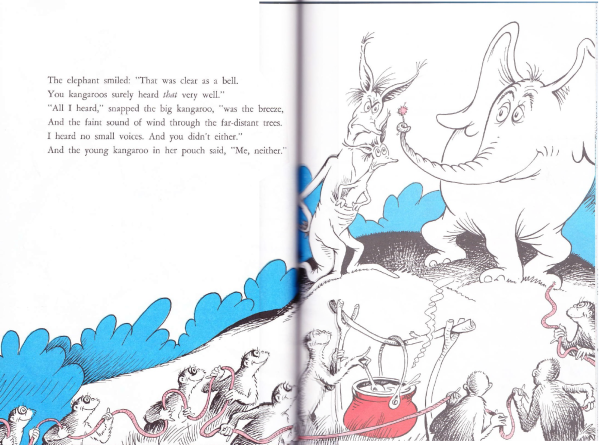 The elephant smiled: "That was clear as a bell.
You kangaroos surely heard that very well."
"All I heard," snapped the big kangaroo, "was the breeze,
And the faint sound of wind through the far-distant trees.
I heard no small voices. And you didn't either."
And the young kangaroo in her pouch said, "Me, neither."